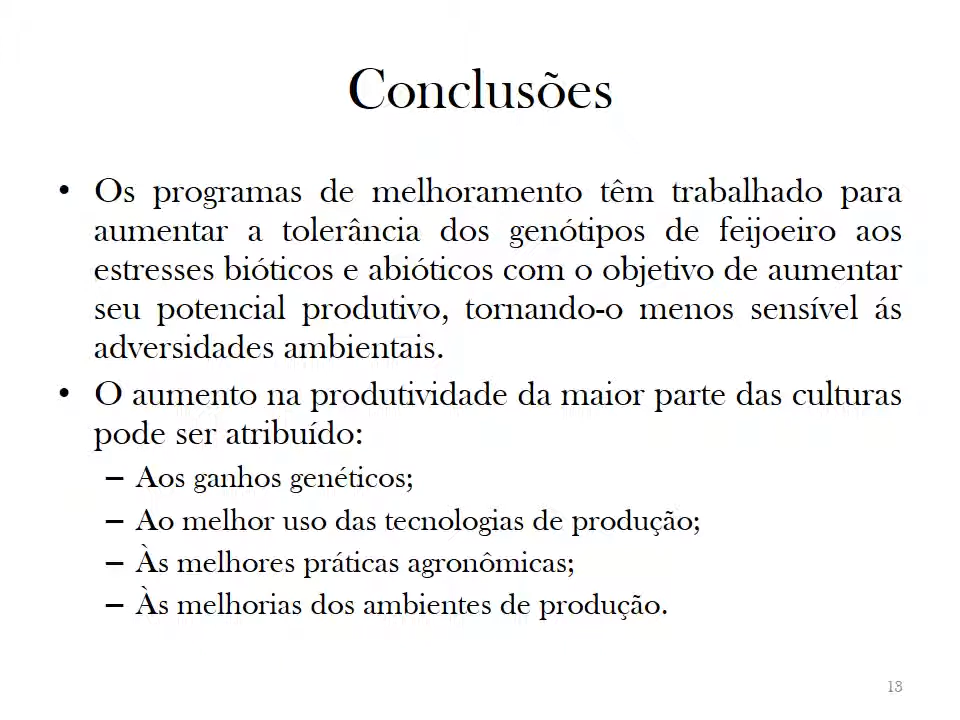 Conclusões
• Os programas de melhoramento têm trabalhado para
aumentar a tolerância dos genótipos de feijoeiro aos
estresses bióticos e abióticos com o objetivo de aumentar
seu potencial produtivo, tornando-o menos sensível ás
adversidades ambientais.
• O aumento na produtividade da maior parte das culturas
pode ser atribuído:
– Aos ganhos genéticos;
– Ao melhor uso das tecnologias de produção;
– Às melhores práticas agronômicas;
– Às melhorias dos ambientes de produção.
13